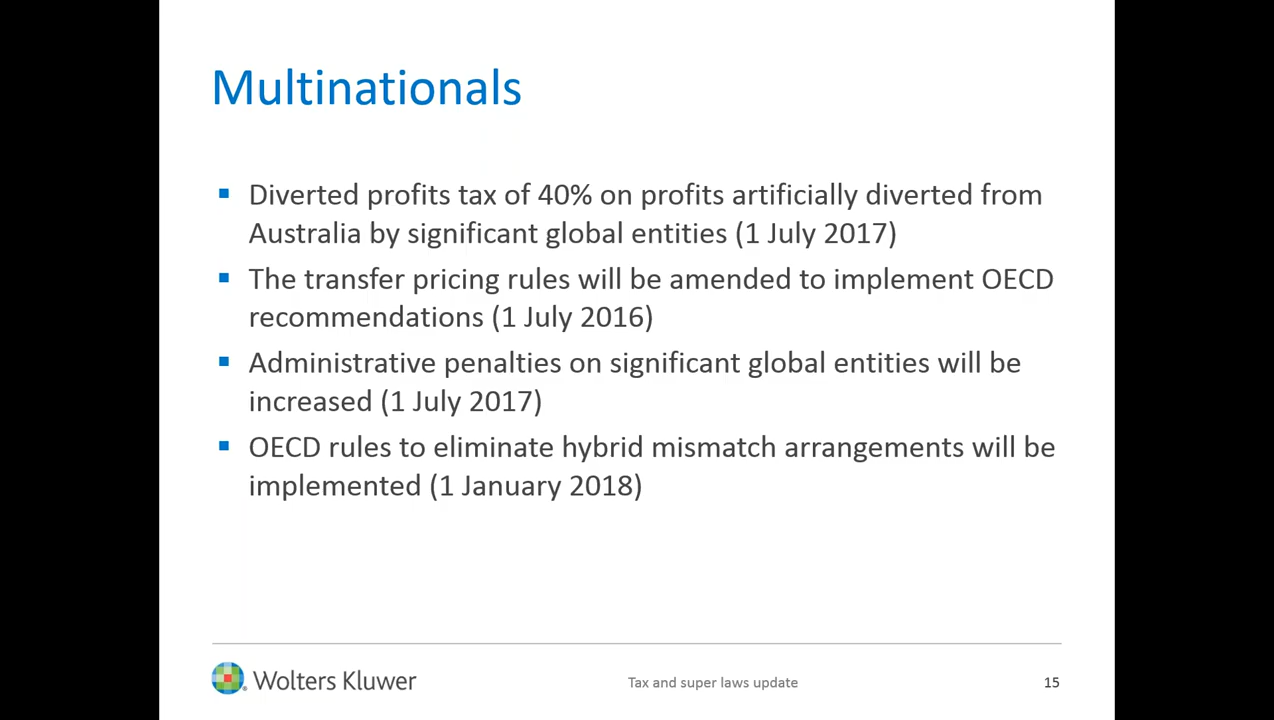 Multinationals
▪ Diverted profits tax of 40% on profits artificially diverted from
Australia by significant global entities (1 July 2017)
▪ The transfer pricing rules will be amended to implement OECD
recommendations (1 July 2016)
▪ Administrative penalties on significant global entities will be
increased (1 July 2017)
▪ OECD rules to eliminate hybrid mismatch arrangements will be
implemented (1 January 2018)
Wolters Kluwer
Tax and super laws update
15